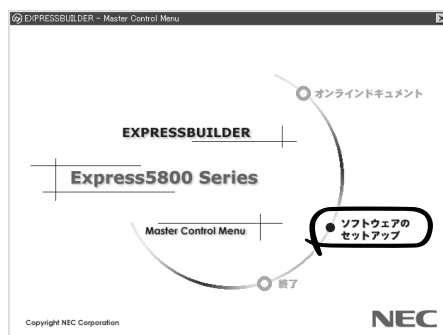 EXPRESSBUILDER - Master Control Menu
オンラインドキュメント
EXPRESSBUILDER
Express5800 Series
ソフトウェアの
セットアップ
Master Control Menu
終了
Copyright NEC Corporation
NEC